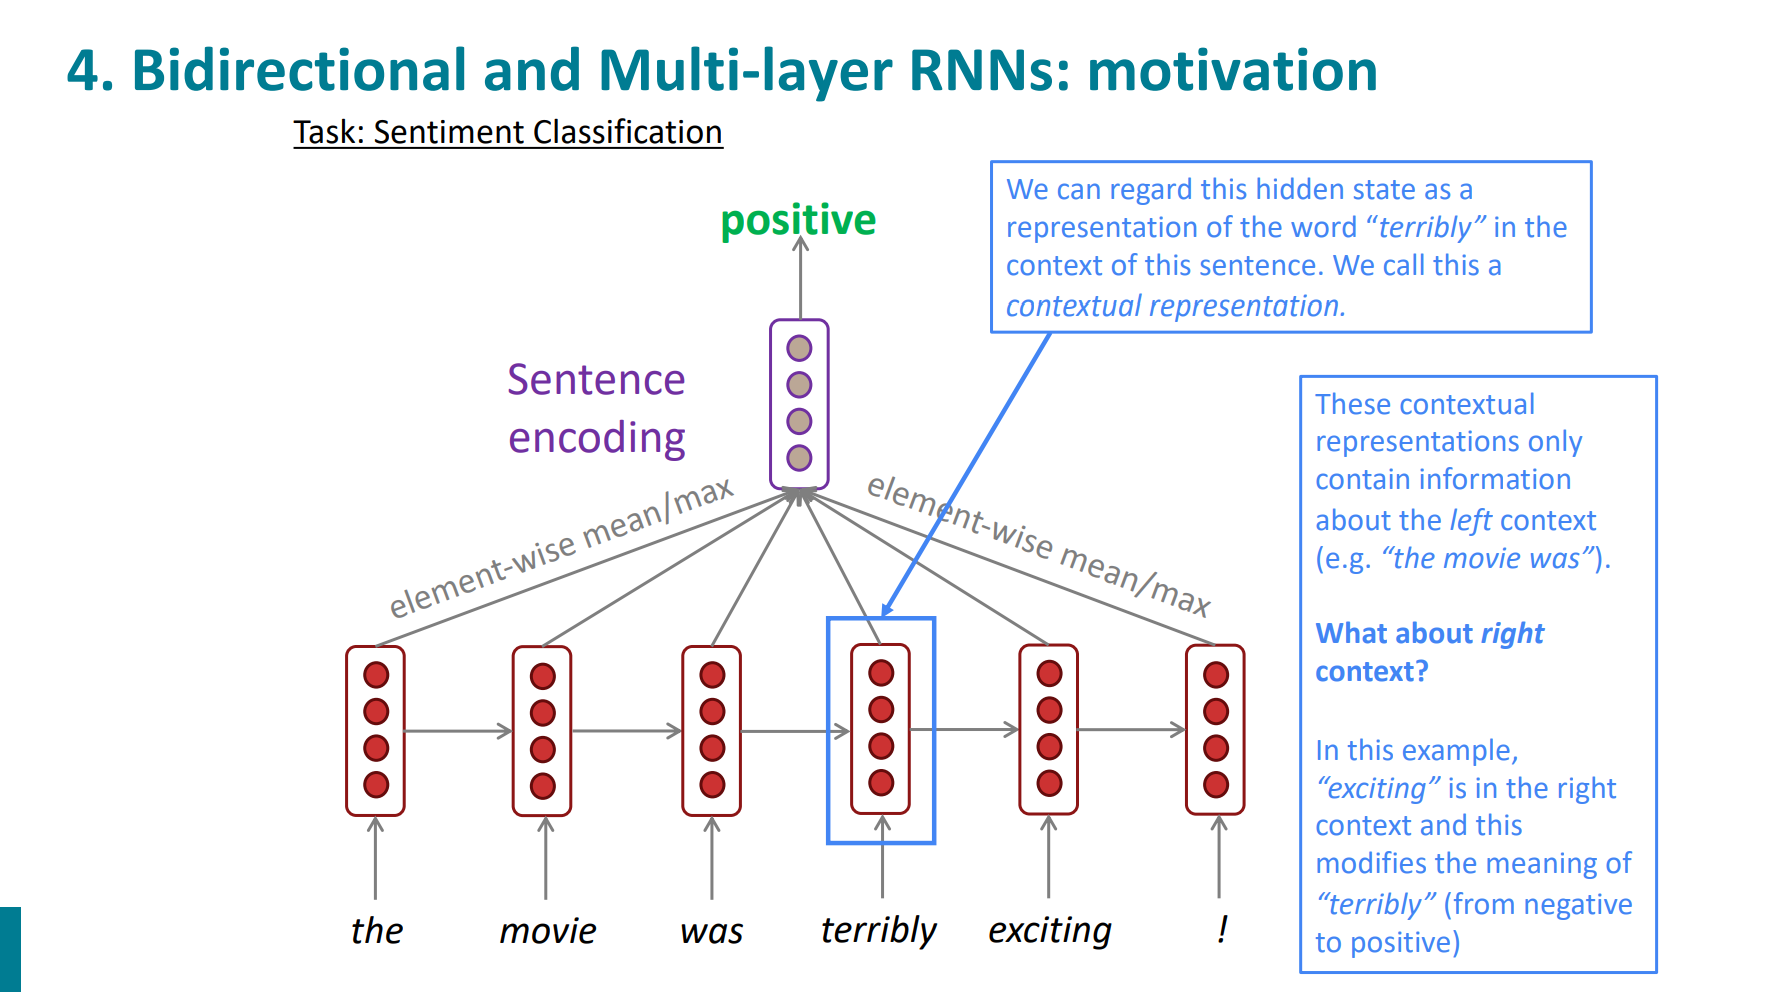 4. Bidirectional and Multi-layer RNNs: motivation
Task: Sentiment Classification
We can regard this hidden state as a
representation of the word “terribly” in the
context of this sentence. We call this a
contextual representation.
positive
Sentence
encoding
element-wise mean/max
element-wise mean/max
These contextual
representations only
contain information
about the left context
(e.g. “the movie was”).
What about right
context?
In this example,
“exciting” is in the right
context and this
modifies the meaning of
“terribly” (from negative
to positive)
the movie was terribly exciting !